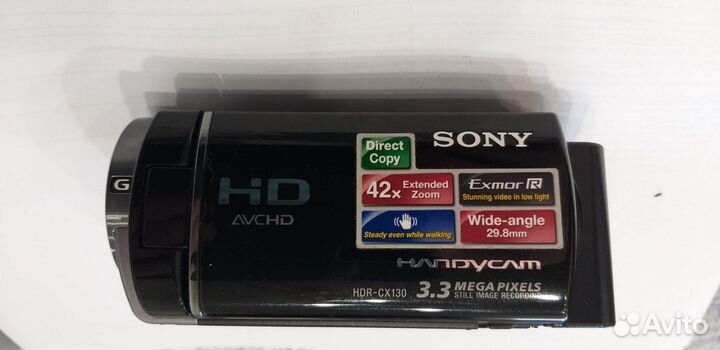 SONY
Direct
Copy
42x Extended
Zoom
Exmor R
Stunning video in low light
Steady even while walking
Wide-angle
29.8mm
G
HD
AVCHD
HANDYCAM
HDR-CX130
3.3 MEGA PIXELS
STILL IMAGE RECORDING
Avito